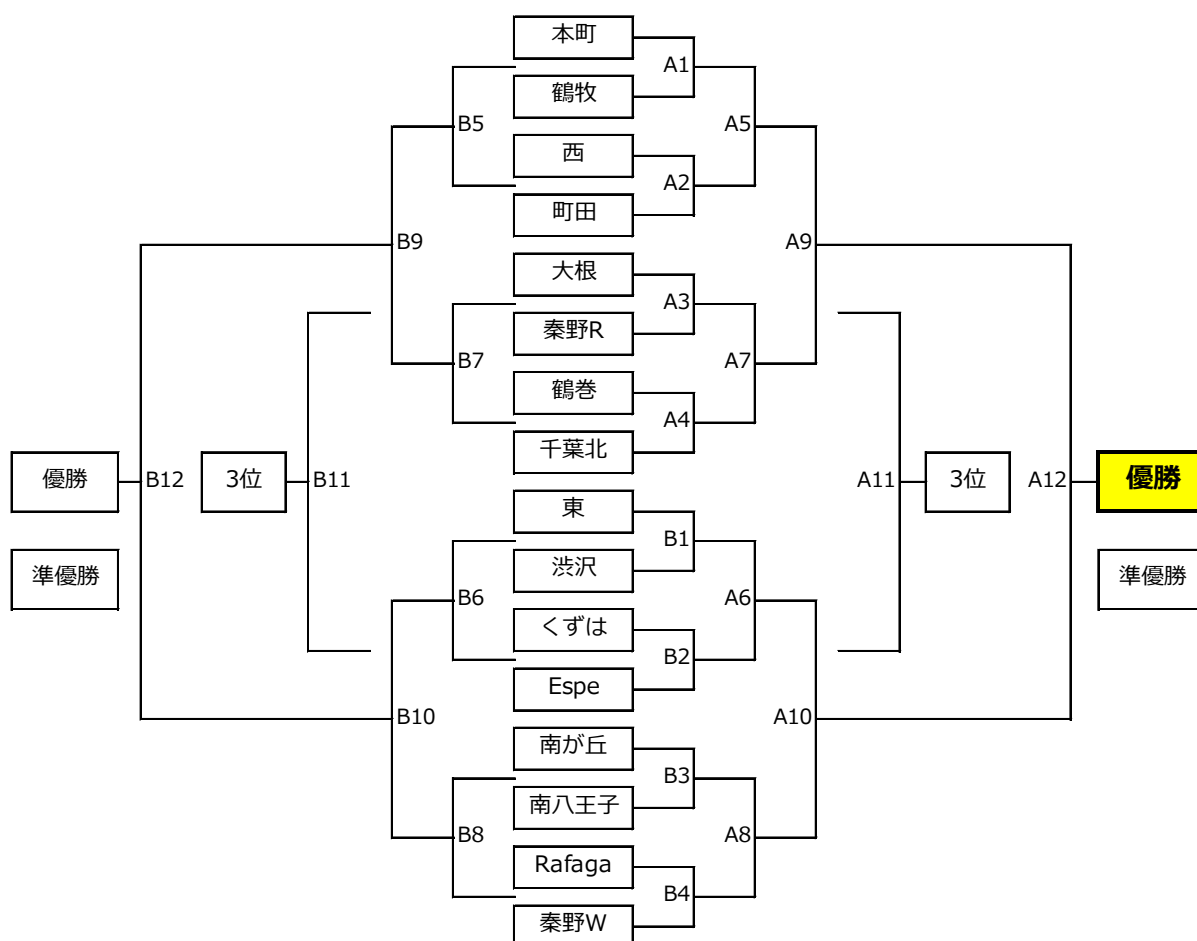 本町
A1
鶴牧
B5
A5
西
A2
町田
B9
A9
大根
A3
秦野R
B7
A7
鶴巻
A4
千葉北
優勝
B12
3位
B11
A11
3位
A12
優勝
東
B1
準優勝
渋沢
準優勝
B6
A6
くずは
B2
Espe
B10
A10
南が丘
B3
南八王子
B8
A8
Rafaga
B4
秦野W